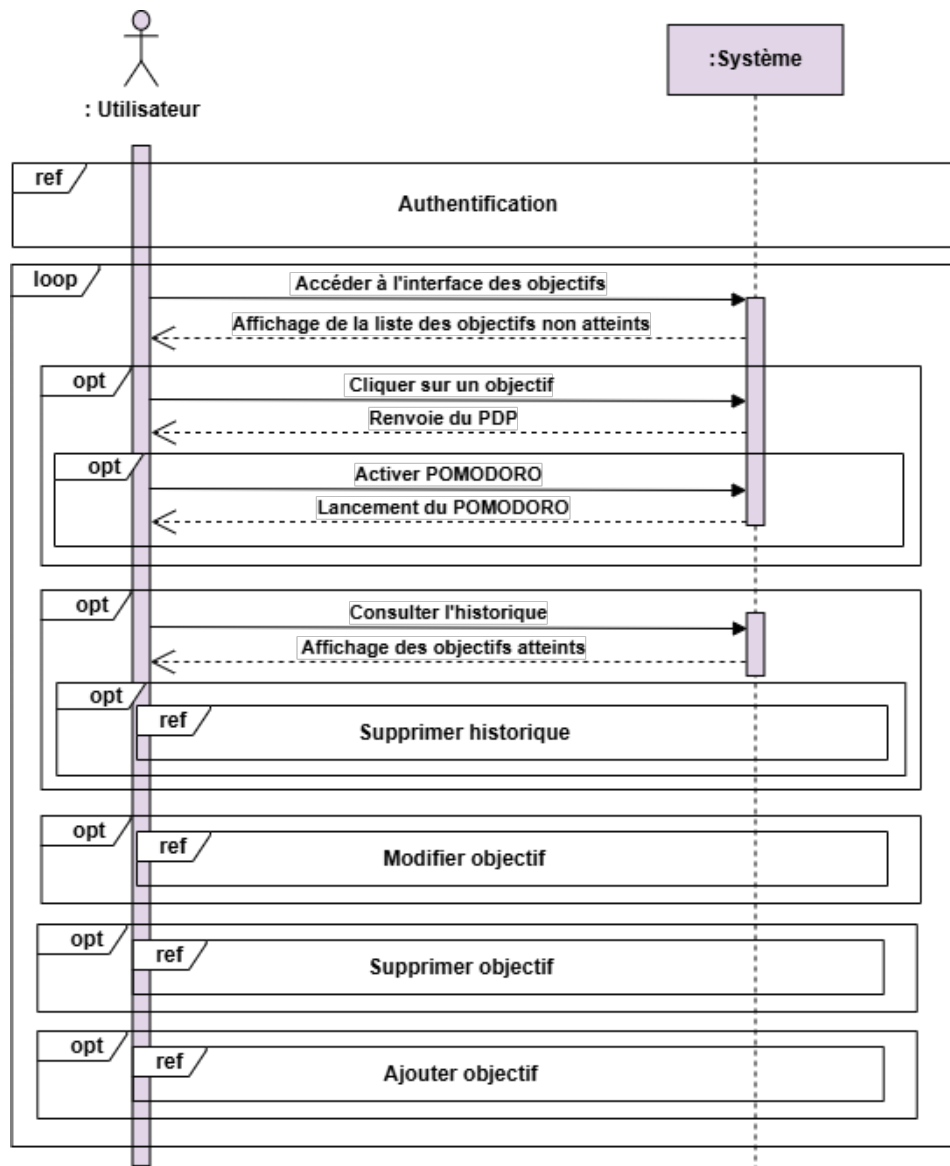 :Système
: Utilisateur
ref
Authentification
loop
Accéder à l'interface des objectifs
Affichage de la liste des objectifs non atteints
opt
Cliquer sur un objectif
Renvoie du PDP
opt
Activer POMODORO
Lancement du POMODORO
opt
Consulter l'historique
Affichage des objectifs atteints
opt
ref
Supprimer historique
opt
ref
Modifier objectif
opt
ref
Supprimer objectif
opt
ref
Ajouter objectif